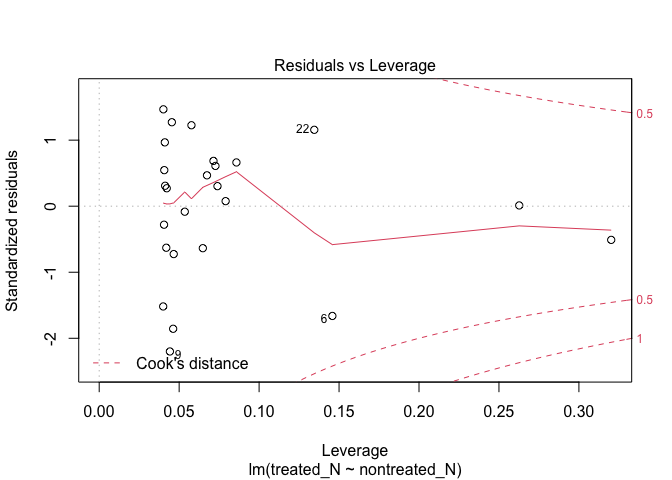 Residuals vs Leverage
Standardized residuals
1
0
-1
-2
22
6
9
0.5
0.5
1
Cook's distance
0.00 0.05 0.10 0.15 0.20 0.25 0.30
Leverage
lm(treated_N ~ nontreated_N)